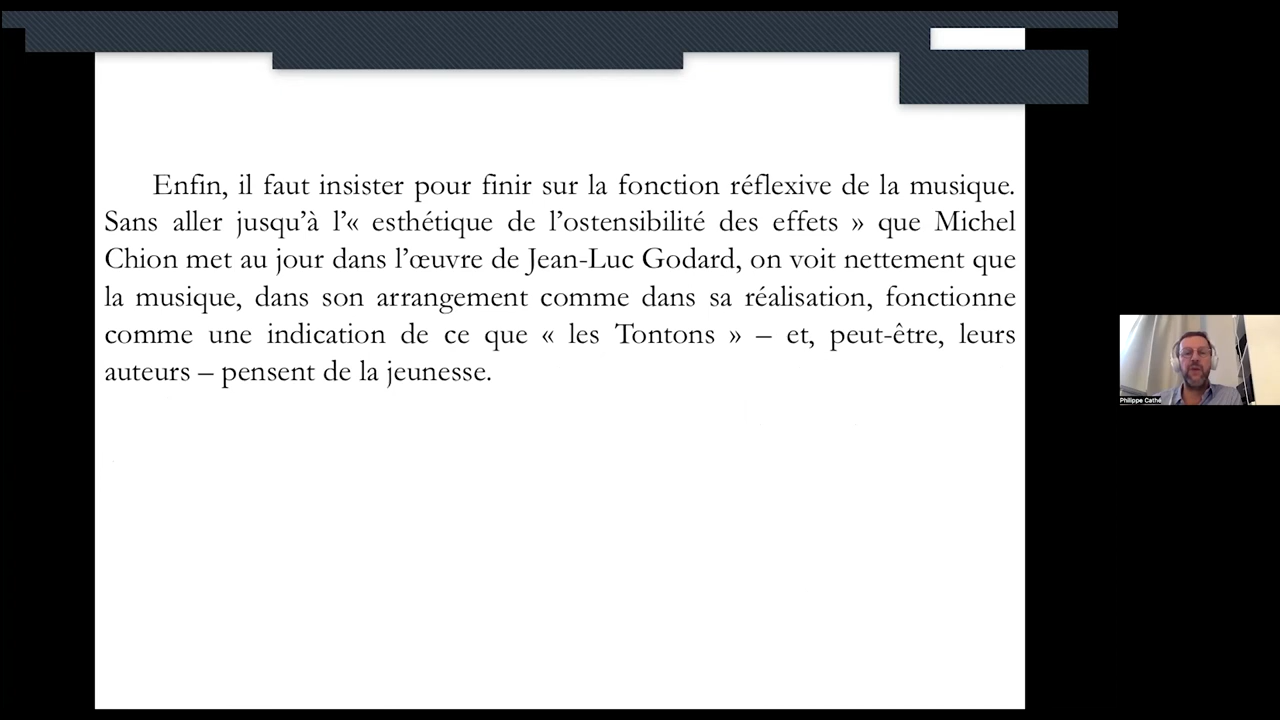 Enfin, il faut insister pour finir sur la fonction réflexive de la musique.
Sans aller jusqu’à l’« esthétique de l’ostensibilité des effets » que Michel
Chion met au jour dans l’œuvre de Jean-Luc Godard, on voit nettement que
la musique, dans son arrangement comme dans sa réalisation, fonctionne
comme une indication de ce que « les Tontons » – et, peut-être, leurs
auteurs – pensent de la jeunesse.
Philippe Cathé